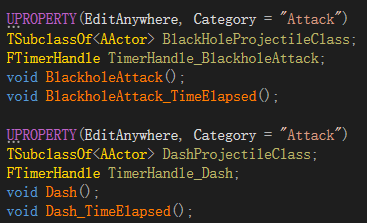 UPROPERTY(EditAnywhere, Category = "Attack")
TSubclassOf<AActor> BlackHoleProjectileClass;
FTimerHandle TimerHandle_BlackholeAttack;
void BlackholeAttack();
void BlackholeAttack_TimeElapsed();
UPROPERTY(EditAnywhere, Category = "Attack")
TSubclassOf<AActor> DashProjectileClass;
FTimerHandle TimerHandle_Dash;
void Dash();
void Dash_TimeElapsed();